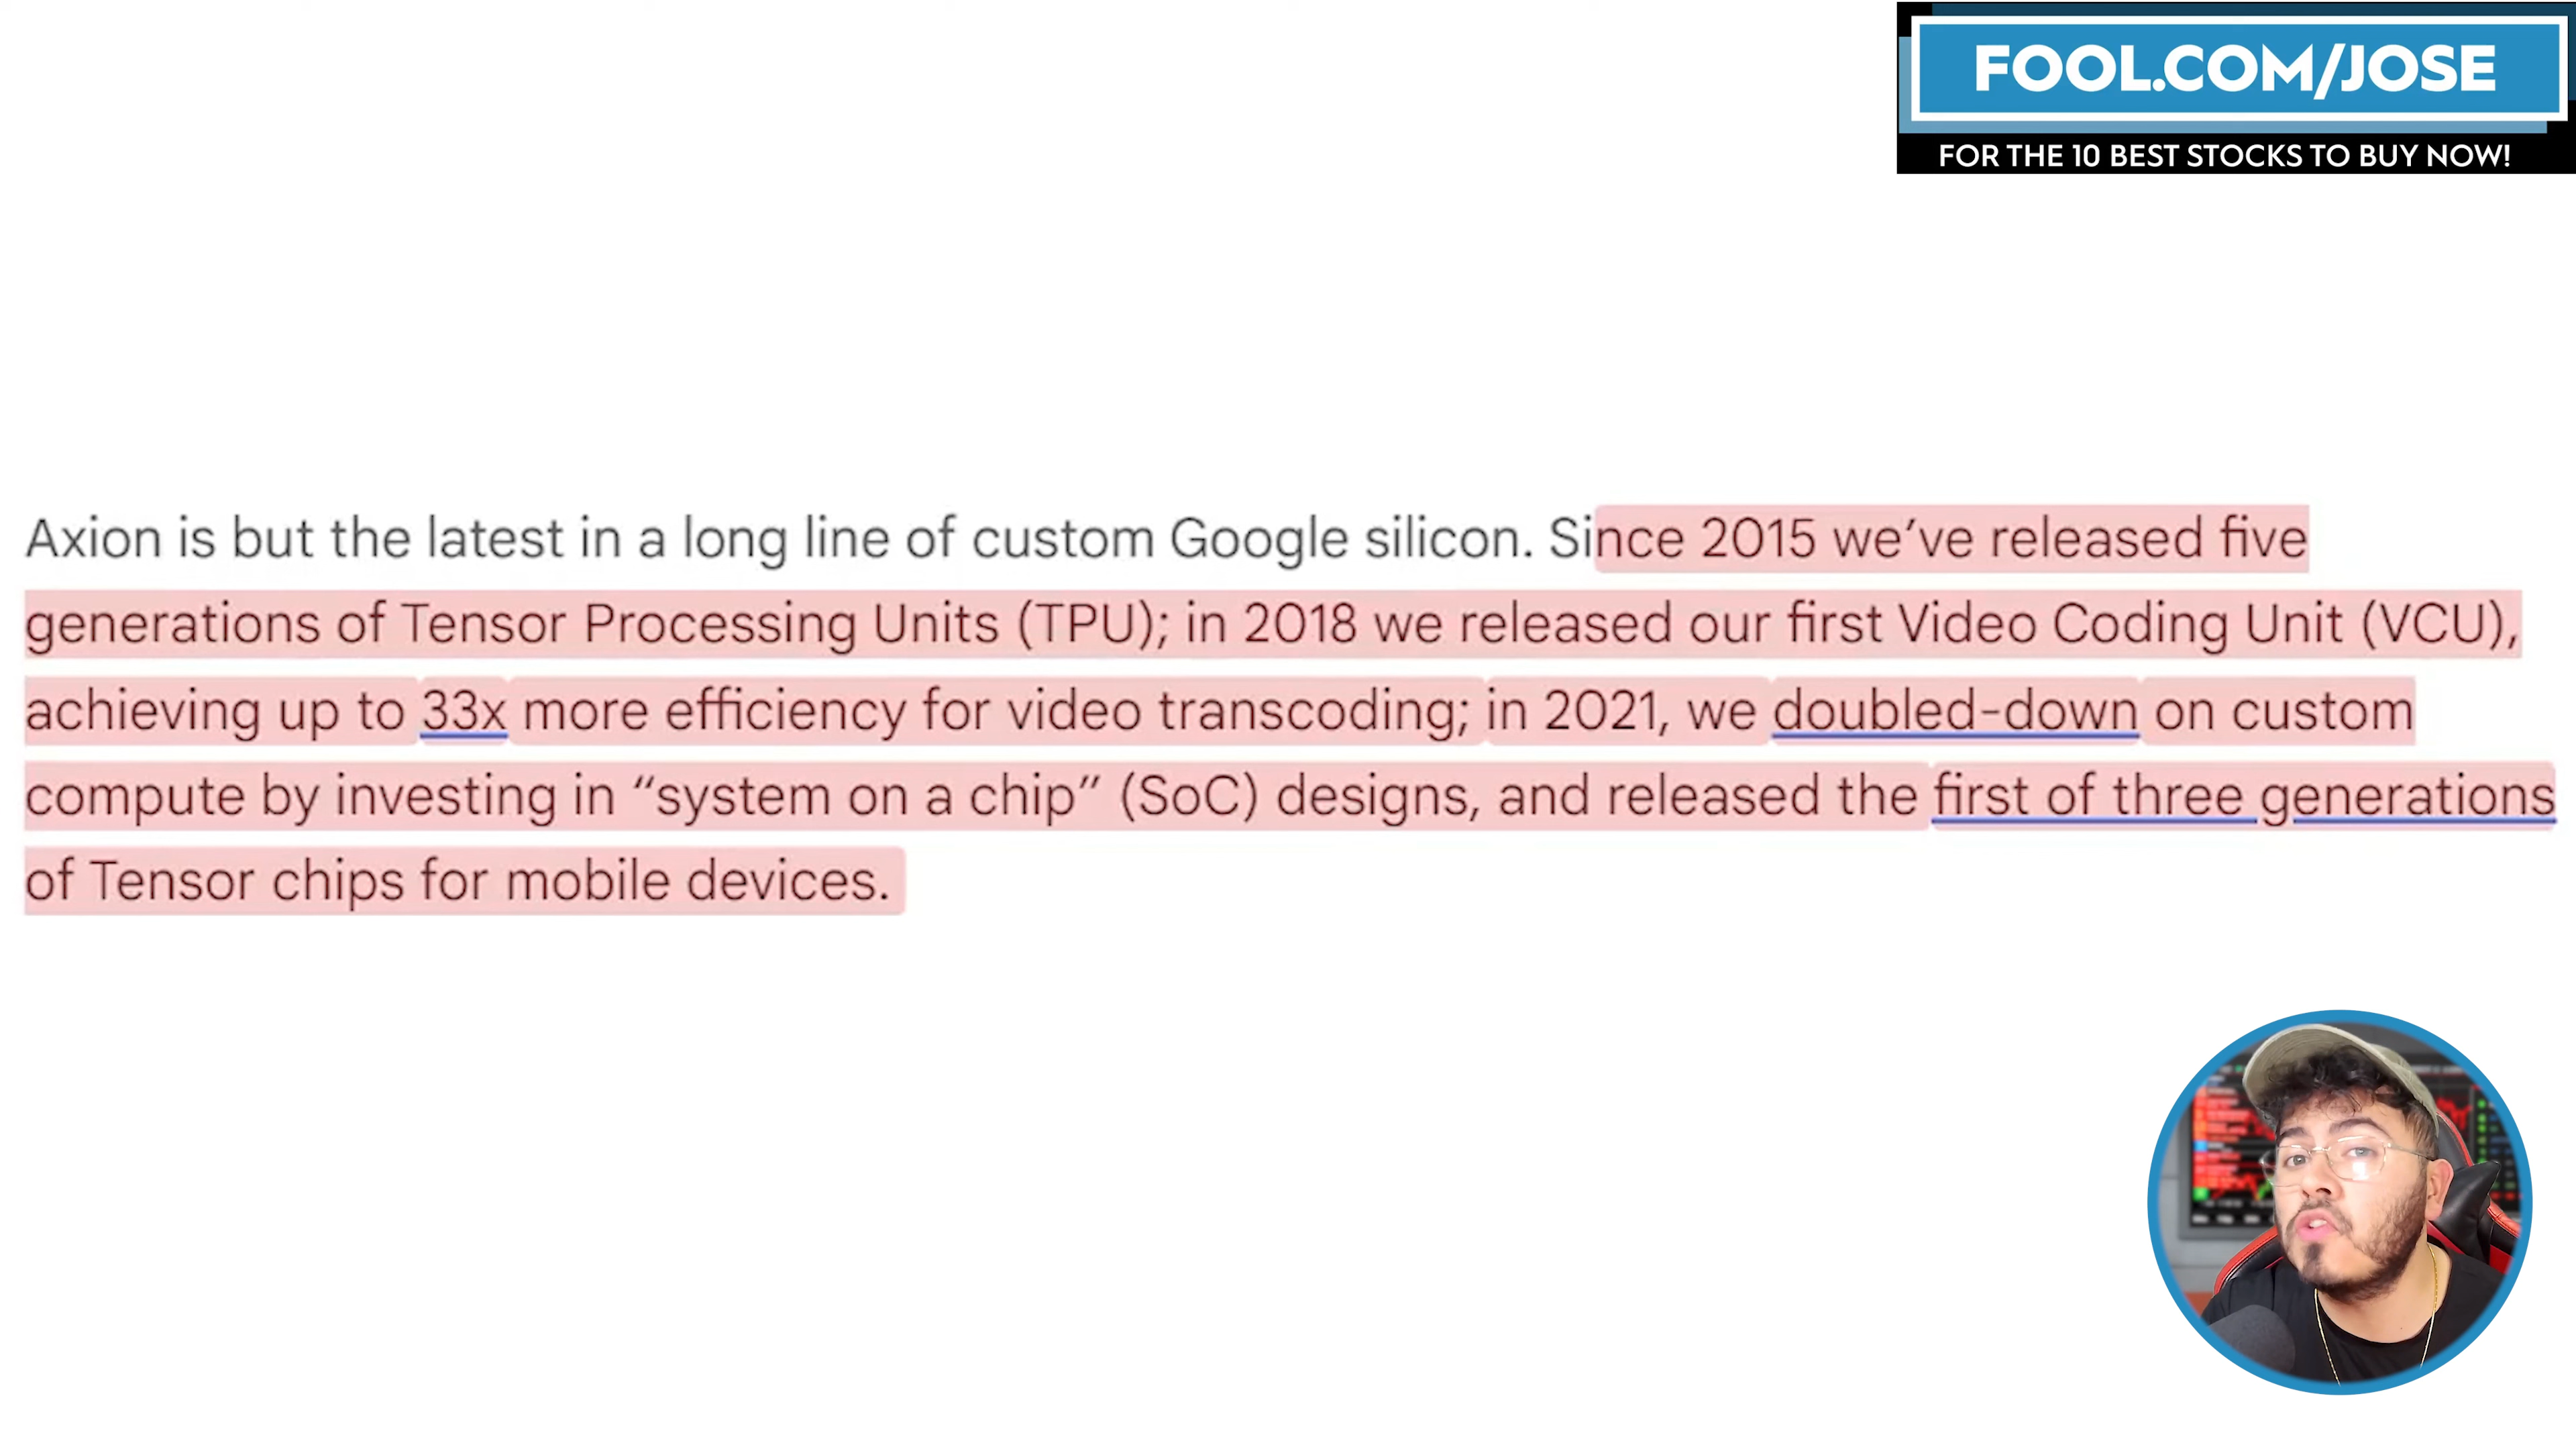 FOOL.COM/JOSE
FOR THE 10 BEST STOCKS TO BUY NOW!
Axion is but the latest in a long line of custom Google silicon. Since 2015 we’ve released five
generations of Tensor Processing Units (TPU); in 2018 we released our first Video Coding Unit (VCU),
achieving up to 33x more efficiency for video transcoding; in 2021, we doubled-down on custom
compute by investing in “system on a chip” (SoC) designs, and released the first of three generations
of Tensor chips for mobile devices.